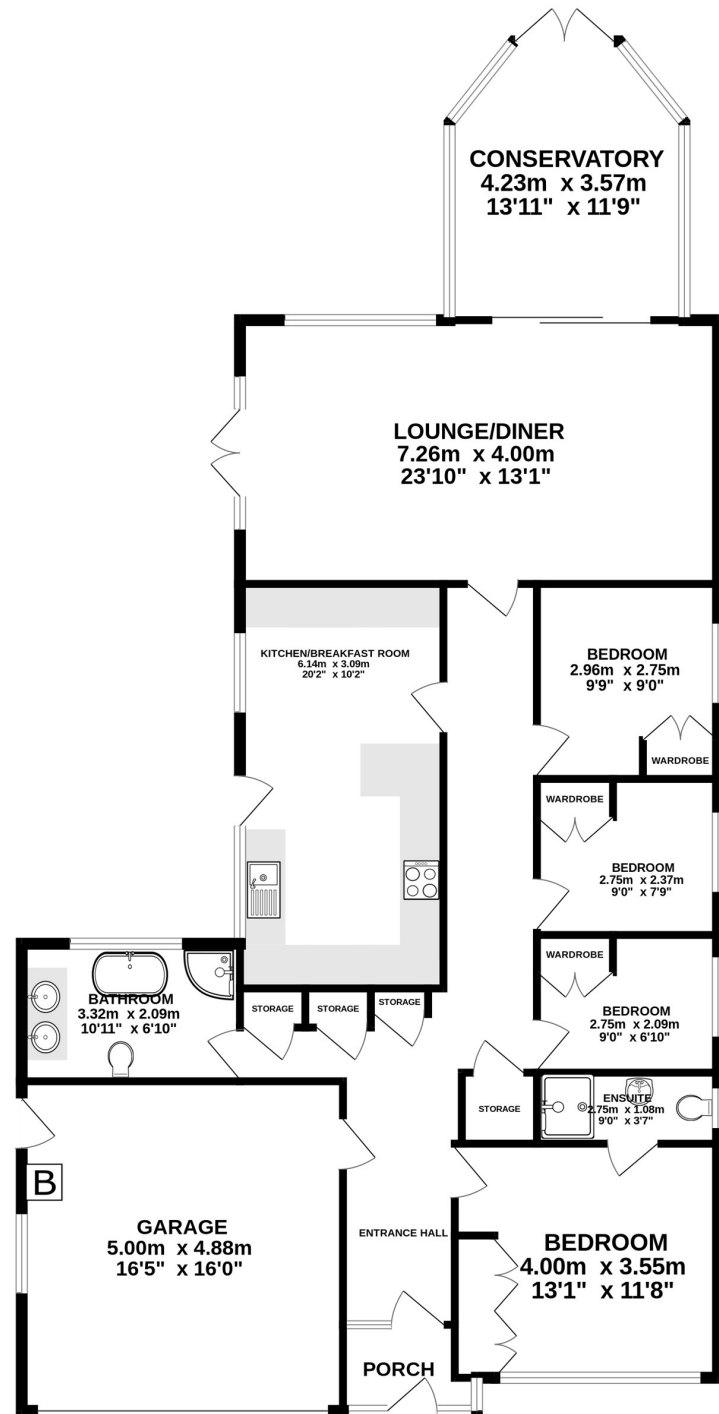 CONSERVATORY
4.23m x 3.57m
13'11" x 11'9"
LOUNGE/DINER
7.26m x 4.00m
23'10" x 13'1"
KITCHEN/BREAKFAST ROOM
6.14m x 3.09m
20'2" x 10'2"
BEDROOM
2.96m x 2.75m
9'9" x 9'0"
WARDROBE
WARDROBE
BEDROOM
2.75m x 2.37m
9'0" x 7'9"
WARDROBE
BEDROOM
2.75m x 2.09m
9'0" x 6'10"
BATHROOM
3.32m x 2.09m
10'11" x 6'10"
STORAGE
STORAGE
STORAGE
STORAGE
ENSUITE
2.75m x 1.08m
9'0" x 3'7"
B
GARAGE
5.00m x 4.88m
16'5" x 16'0"
ENTRANCE HALL
BEDROOM
4.00m x 3.55m
13'1" x 11'8"
PORCH